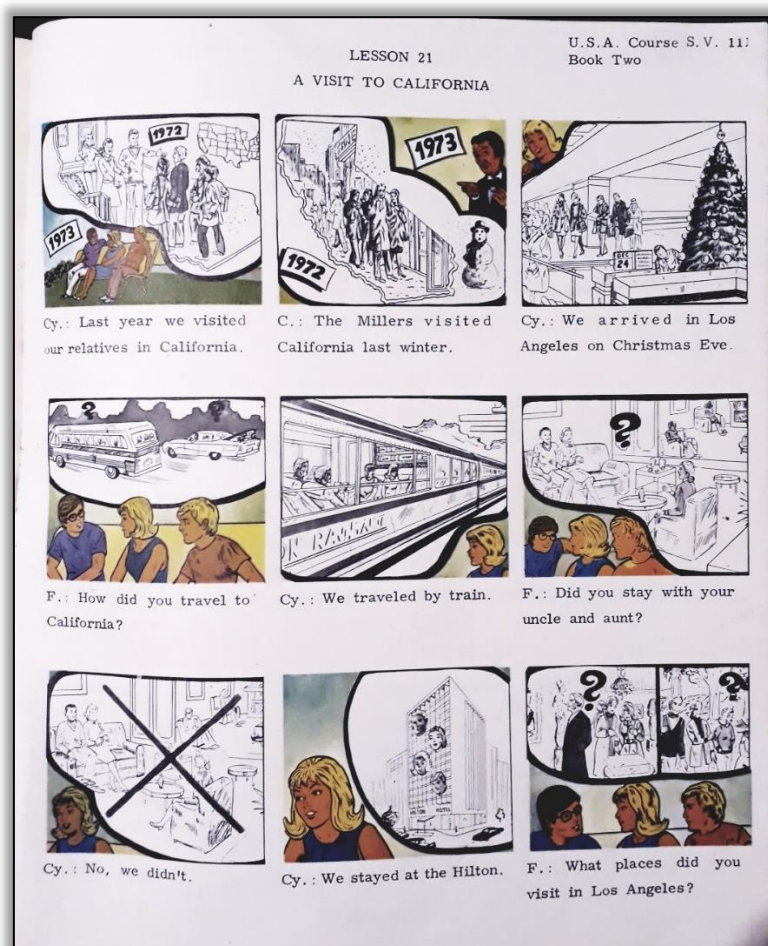 U.S.A. Course S.V. 11
Book Two
LESSON 21
A VISIT TO CALIFORNIA
1972
1973
Cy.: Last year we visited
our relatives in California.
1973
1972
C.: The Millers visited
California last winter.
DEC
24
Cy.: We arrived in Los
Angeles on Christmas Eve.
? ?
F.: How did you travel to
California?
Cy.: We traveled by train.
?
F.: Did you stay with your
uncle and aunt?
Cy.: No, we didn't.
HILTON HOTEL
Cy.: We stayed at the Hilton.
? ?
F.: What places did you
visit in Los Angeles?